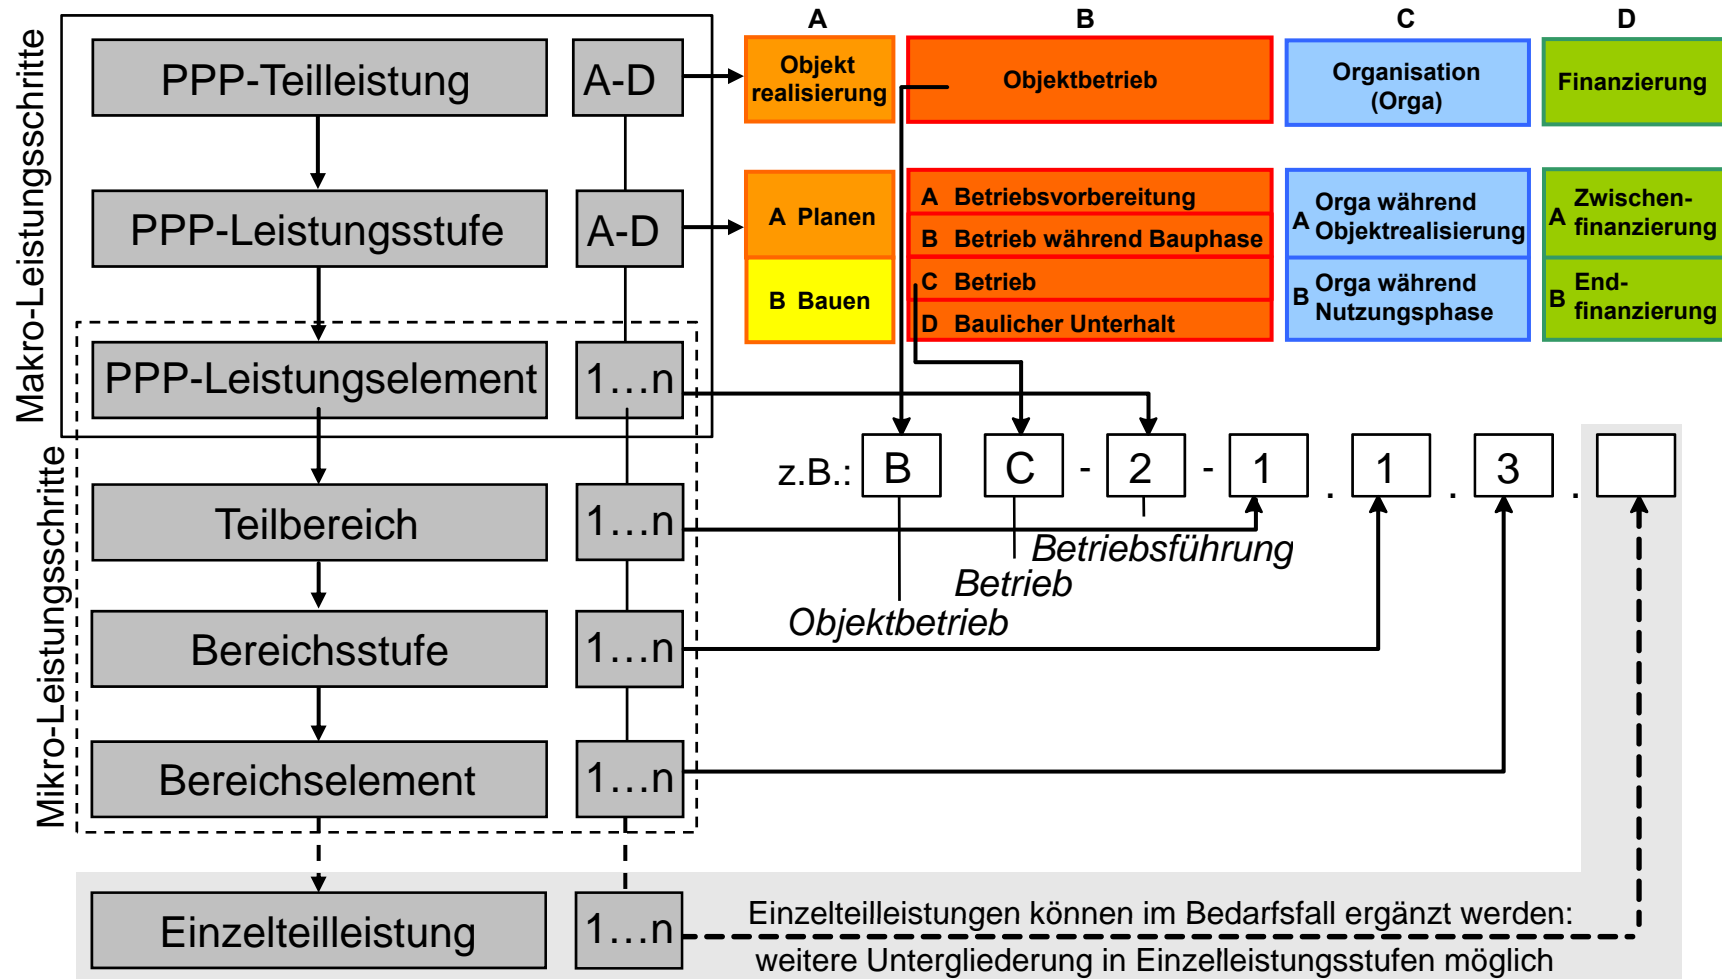 Makro-Leistungsschritte
Mikro-Leistungsschritte
A
B
C
D
PPP-Teilleistung
A-D
Objekt
realisierung
Objektbetrieb
Organisation
(Orga)
Finanzierung
PPP-Leistungsstufe
A-D
A Planen
B Bauen
A Betriebsvorbereitung
B Betrieb während Bauphase
C Betrieb
D Baulicher Unterhalt
A Orga während
Objektrealisierung
B Orga während
Nutzungsphase
A Zwischen-
finanzierung
B End-
finanzierung
PPP-Leistungselement
1…n
z.B.: B C - 2 - 1 . 1 . 3 .
Teilbereich
1…n
Betriebsführung
Betrieb
Objektbetrieb
Bereichsstufe
1…n
Bereichselement
1…n
Einzelteilleistung
1…n
Einzelteilleistungen können im Bedarfsfall ergänzt werden:
weitere Untergliederung in Einzelleistungsstufen möglich